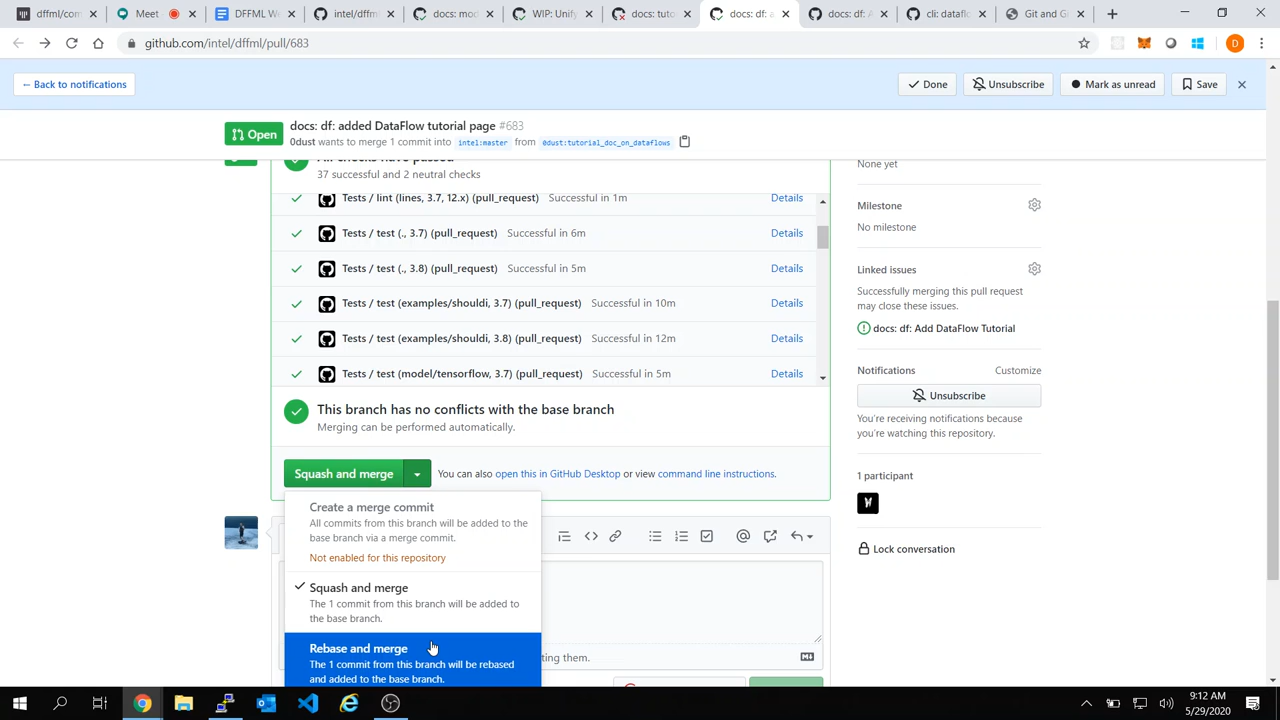 dffml/com
Meet
DFFML W
intel/dffm
docs: mod
WIP: Unify
docs: tuto
docs: df: a
docs: df: A
cli: dataflo
Git and Gi
github.com/intel/dffml/pull/683
D
← Back to notifications
Done
Unsubscribe
Mark as unread
Save
Open
docs: df: added DataFlow tutorial page #683
0dust wants to merge 1 commit into intel:master from 0dust:tutorial_doc_on_dataflows
All checks have passed
37 successful and 2 neutral checks
Tests / lint (lines, 3.7, 12.x) (pull_request) Successful in 1m Details
Tests / test (., 3.7) (pull_request) Successful in 6m Details
Tests / test (., 3.8) (pull_request) Successful in 5m Details
Tests / test (examples/shouldi, 3.7) (pull_request) Successful in 10m Details
Tests / test (examples/shouldi, 3.8) (pull_request) Successful in 12m Details
Tests / test (model/tensorflow, 3.7) (pull_request) Successful in 5m Details
This branch has no conflicts with the base branch
Merging can be performed automatically.
Squash and merge
You can also open this in GitHub Desktop or view command line instructions.
Create a merge commit
All commits from this branch will be added to the
base branch via a merge commit.
Not enabled for this repository
Squash and merge
The 1 commit from this branch will be added to
the base branch.
Rebase and merge
The 1 commit from this branch will be rebased
and added to the base branch.
ting them.
None yet
Milestone
No milestone
Linked issues
Successfully merging this pull request
may close these issues.
docs: df: Add DataFlow Tutorial
Notifications
Customize
Unsubscribe
You're receiving notifications because
you're watching this repository.
1 participant
Lock conversation
9:12 AM
5/29/2020